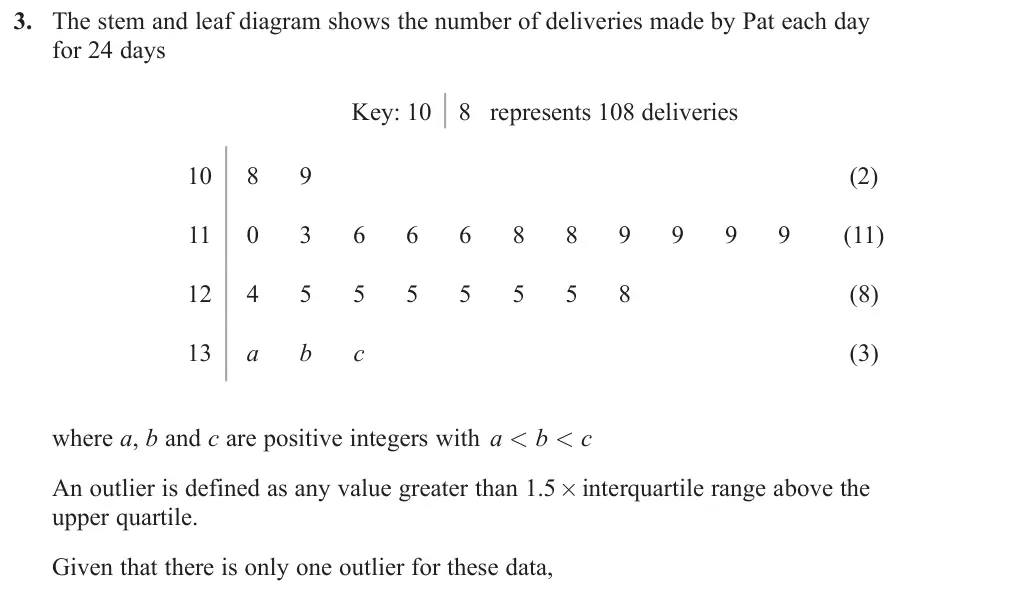 3. The stem and leaf diagram shows the number of deliveries made by Pat each day
for 24 days
Key: 10 | 8 represents 108 deliveries
10 | 8 9 (2)
11 | 0 3 6 6 6 8 8 9 9 9 9 (11)
12 | 4 5 5 5 5 5 5 8 (8)
13 | a b c (3)
where a, b and c are positive integers with a < b < c
An outlier is defined as any value greater than 1.5 × interquartile range above the
upper quartile.
Given that there is only one outlier for these data,